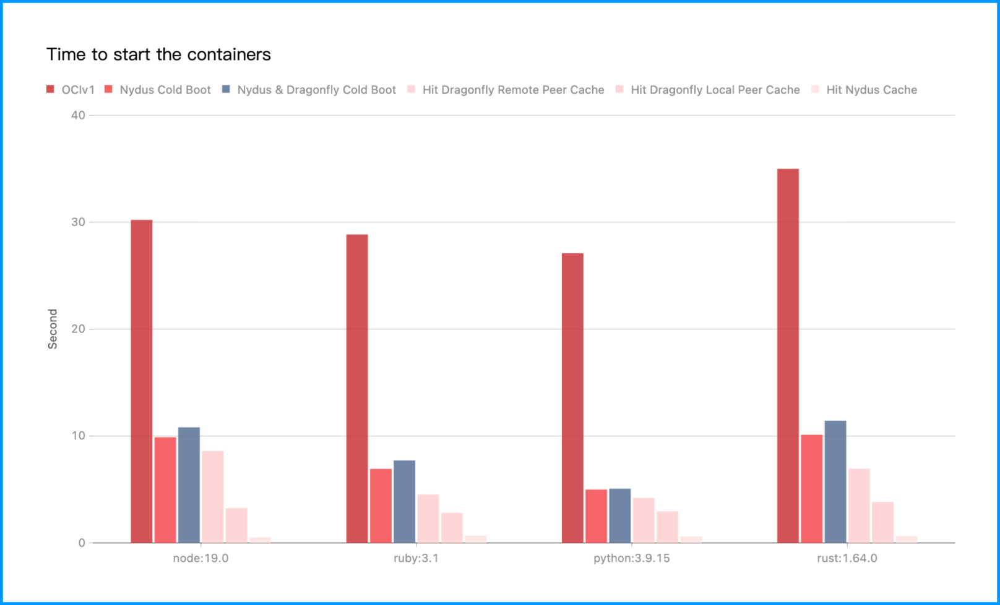 Time to start the containers
OCIv1 Nydus Cold Boot Nydus & Dragonfly Cold Boot Hit Dragonfly Remote Peer Cache Hit Dragonfly Local Peer Cache Hit Nydus Cache
40
30
20
10
0
Second
node:19.0 ruby:3.1 python:3.9.15 rust:1.64.0